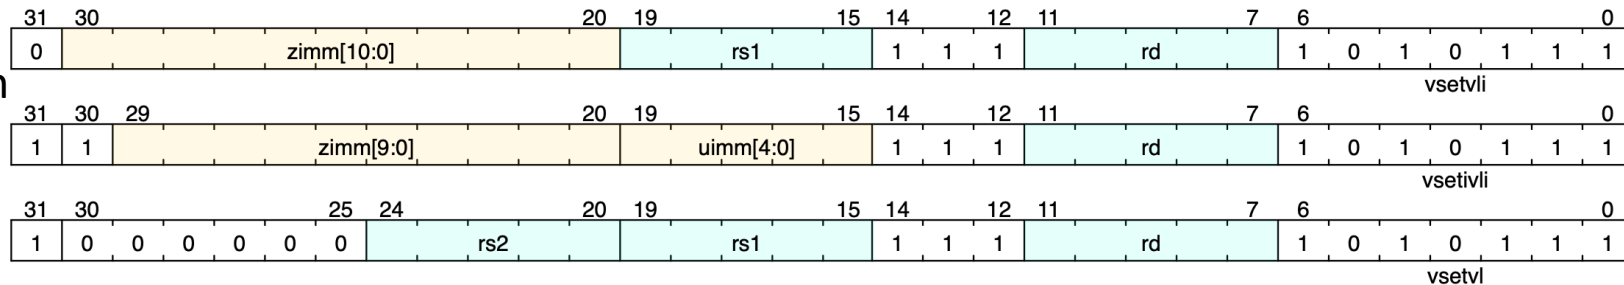 31 30 20 19 15 14 12 11 7 6 0
0 zimm[10:0] rs1 1 1 1 rd 1 0 1 0 1 1 1
vsetvli
n
31 30 29 20 19 15 14 12 11 7 6 0
1 1 zimm[9:0] uimm[4:0] 1 1 1 rd 1 0 1 0 1 1 1
vsetivli
31 30 25 24 20 19 15 14 12 11 7 6 0
1 0 0 0 0 0 0 rs2 rs1 1 1 1 rd 1 0 1 0 1 1 1
vsetvl